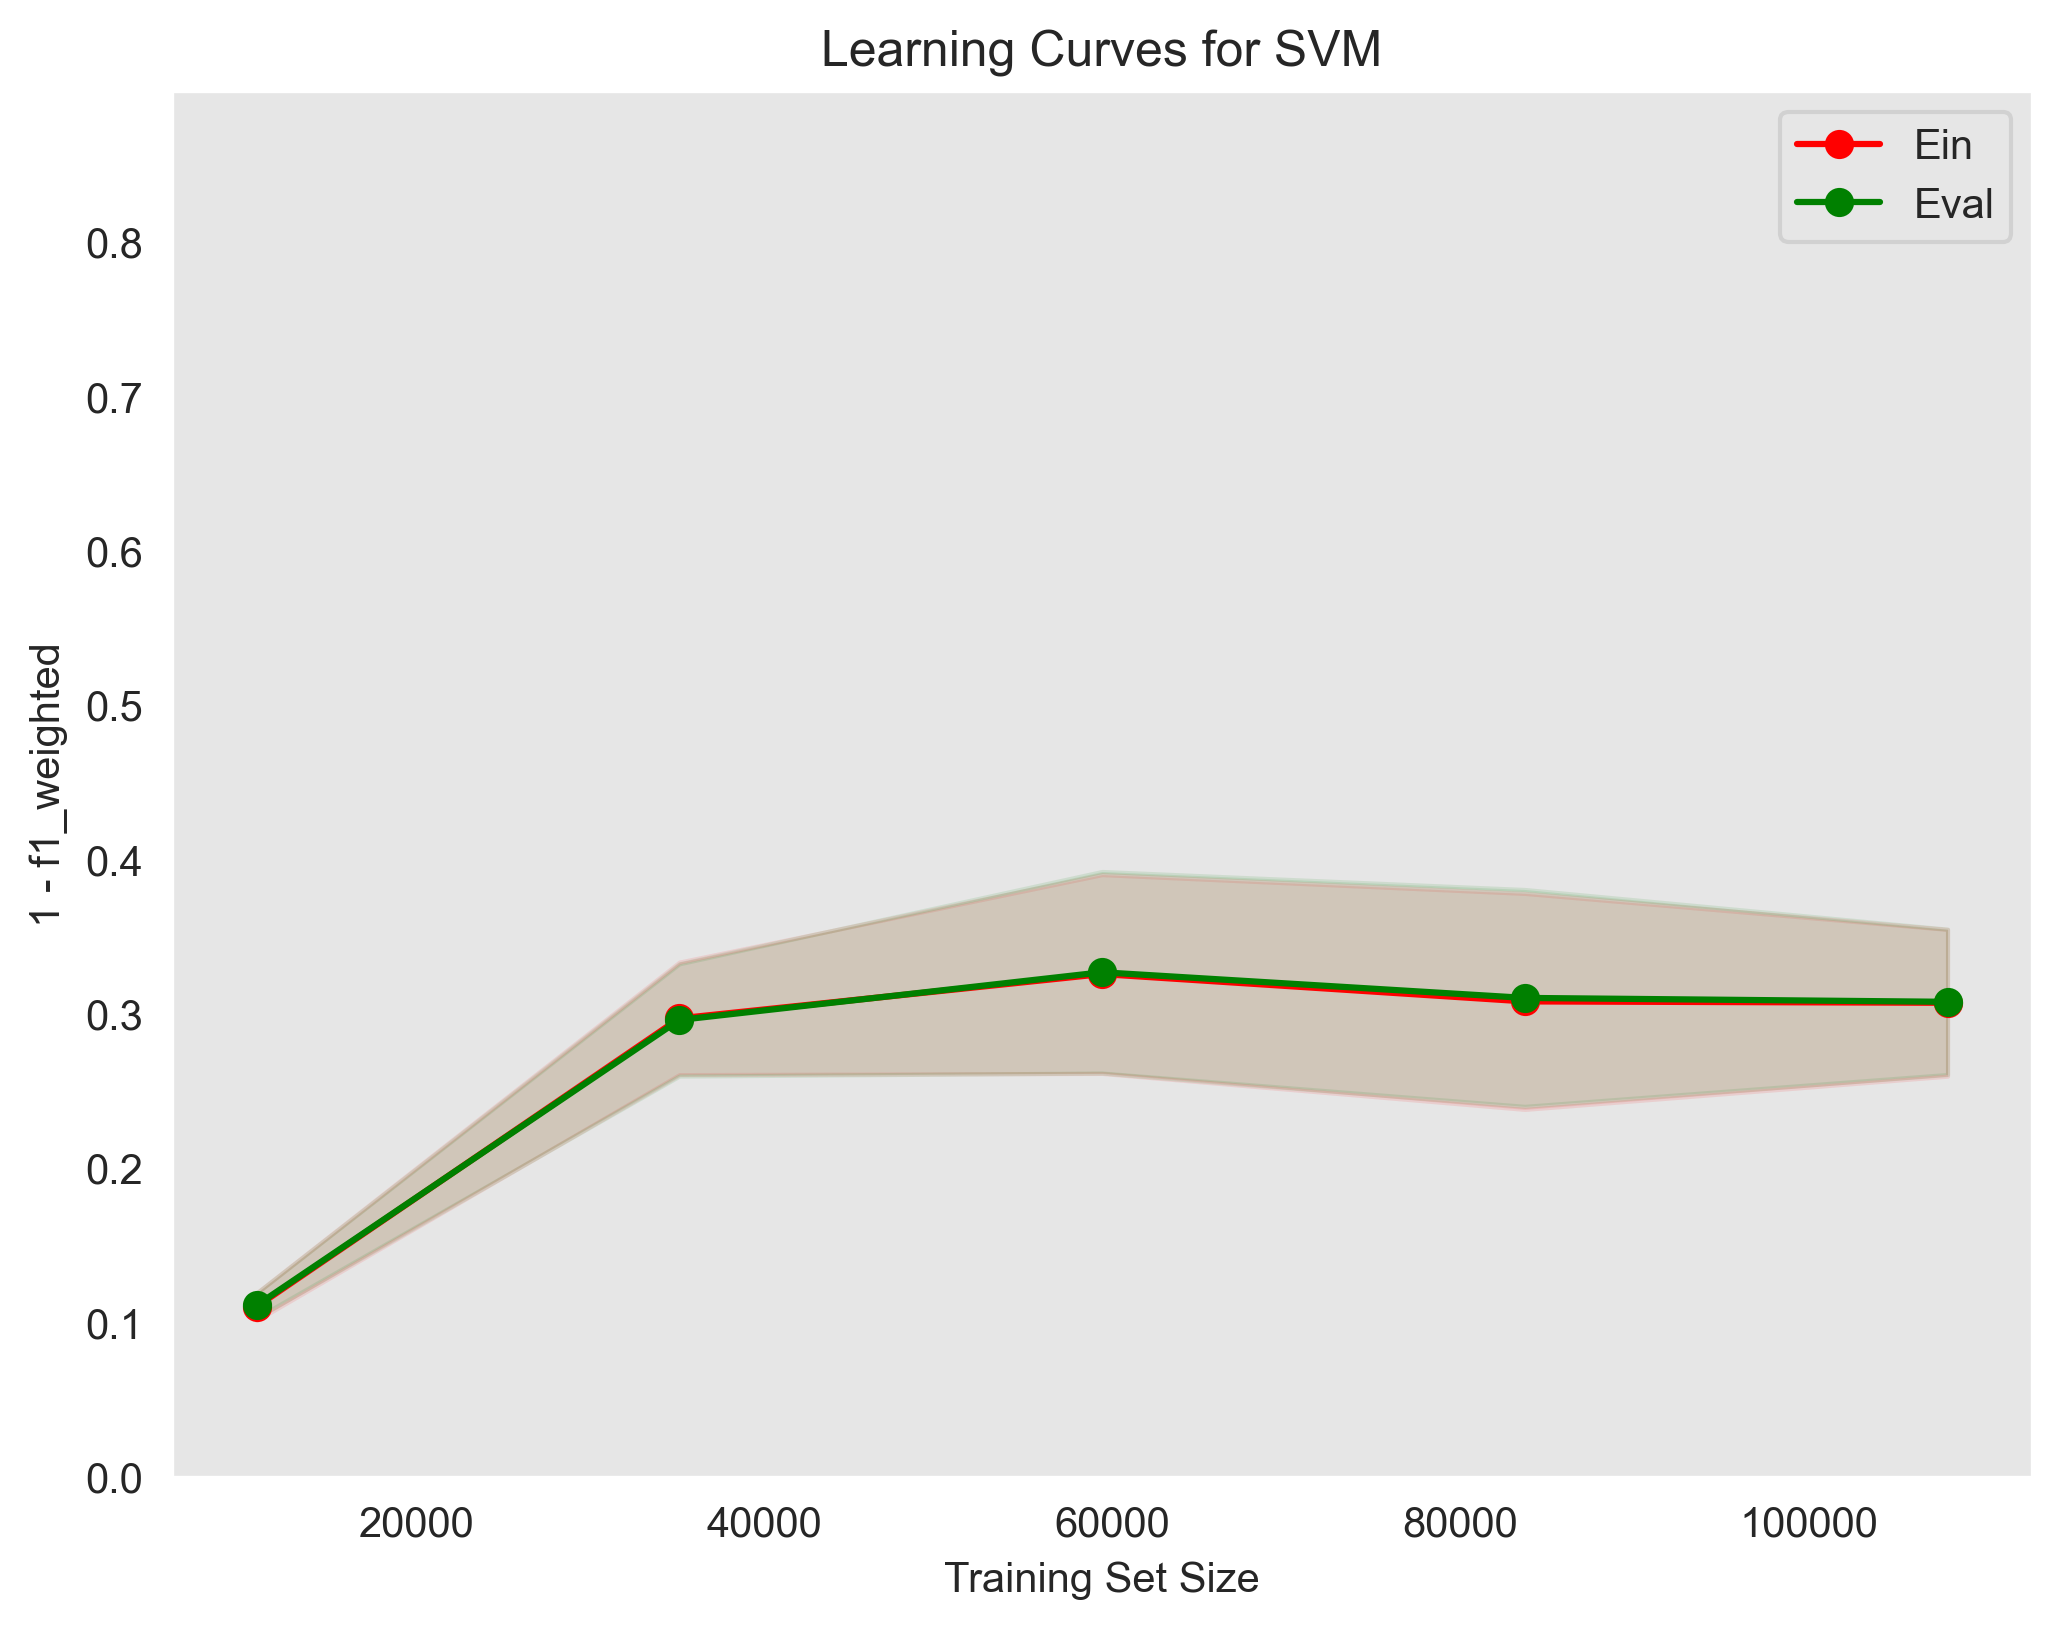 Learning Curves for SVM
Ein
Eval
0.8
0.7
0.6
0.5
0.4
0.3
0.2
0.1
0.0
1 - f1_weighted
20000 40000 60000 80000 100000
Training Set Size